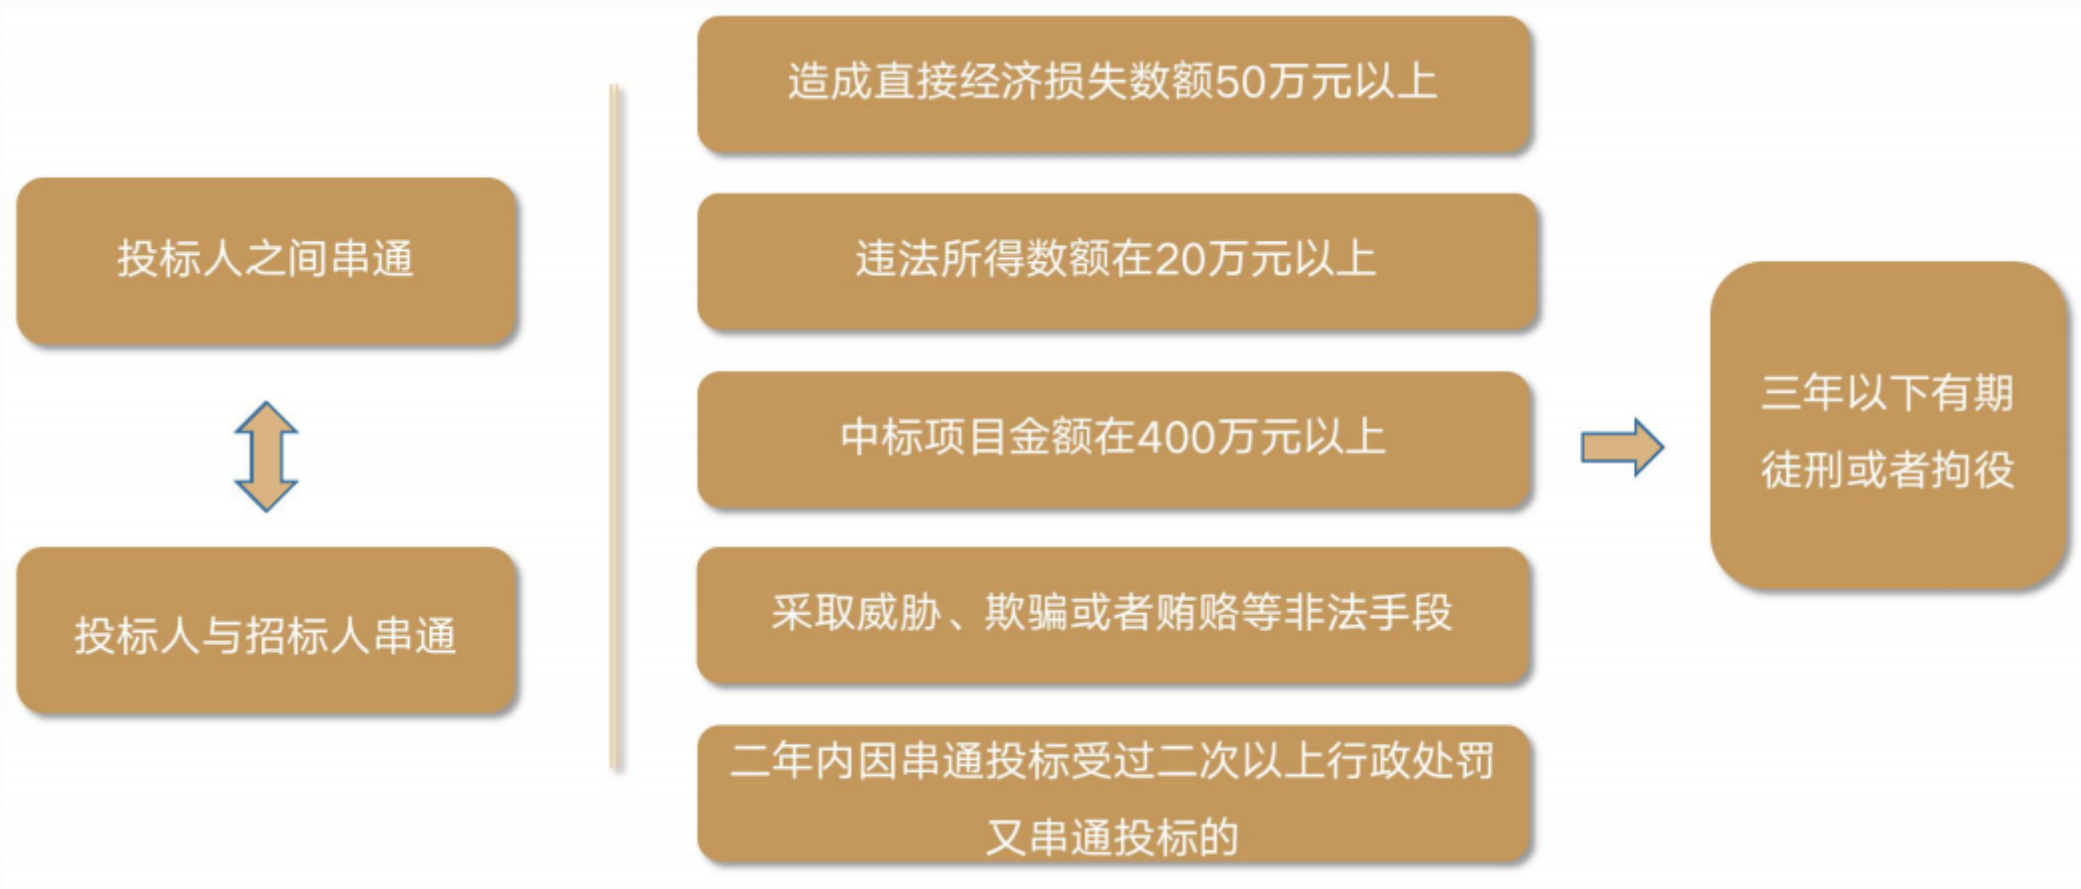 投标人之间串通
投标人与招标人串通
造成直接经济损失数额50万元以上
违法所得数额在20万元以上
中标项目金额在400万元以上
采取威胁、欺骗或者贿赂等非法手段
二年内因串通投标受过二次以上行政处罚
又串通投标的
三年以下有期
徒刑或者拘役